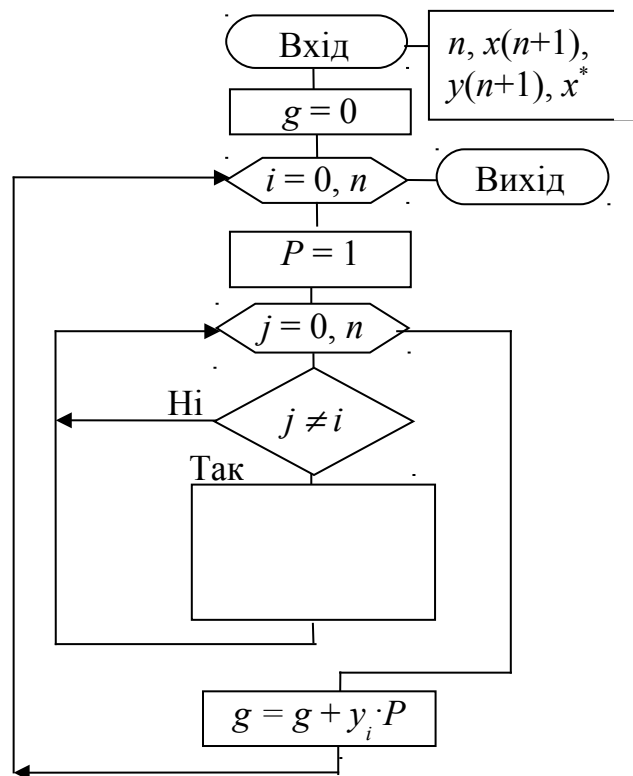 Вхід
n, x(n+1),
y(n+1), x*
g = 0
i = 0, n
Вихід
P = 1
j = 0, n
Ні
j ≠ i
Так
g = g + yᵢ·P